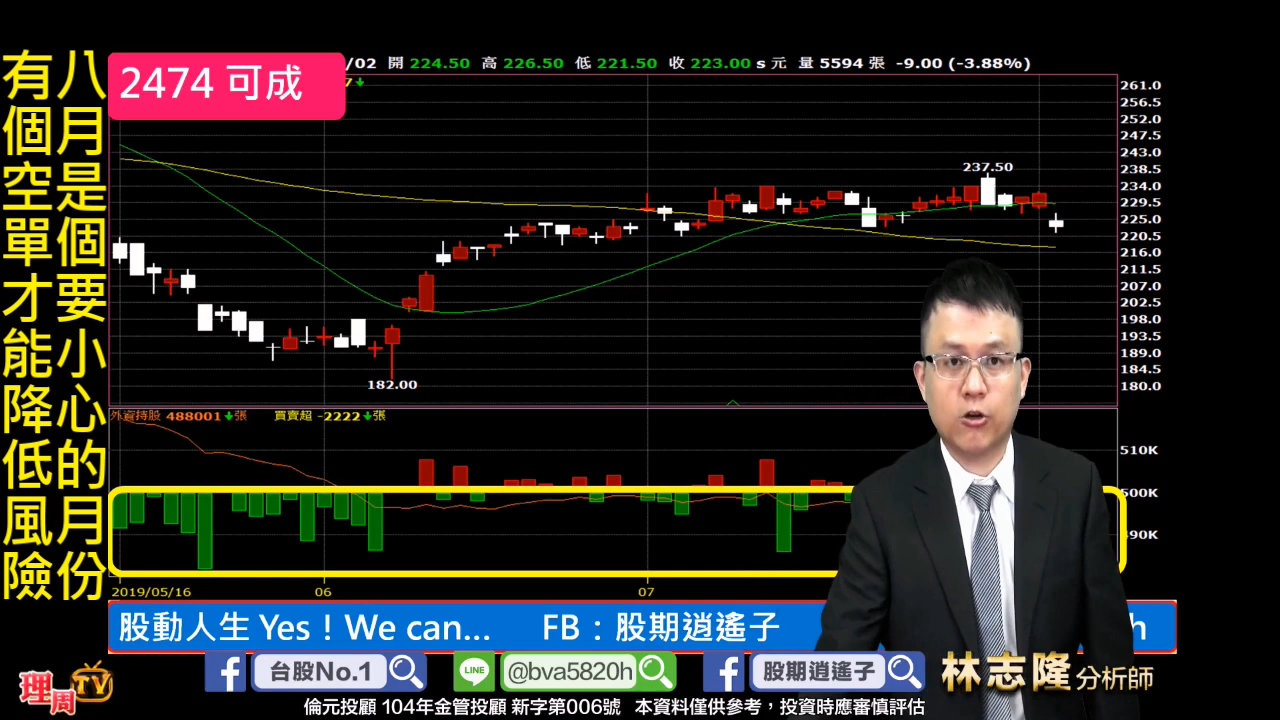 八月是個要小心的月份
有個空單才能降低風險
2474 可成
/02 開 224.50 高 226.50 低 221.50 收 223.00 s 元 量 5594 張 -9.00 (-3.88%)
7↓
261.0
256.5
252.0
247.5
243.0
238.5
234.0
229.5
225.0
220.5
216.0
211.5
207.0
202.5
198.0
193.5
189.0
184.5
180.0
237.50
182.00
外資持股 488001↓張 買賣超 -2222↓張
510K
500K
90K
2019/05/16 06 07
股動人生 Yes！We can... FB：股期逍遙子 h
理周TV
台股No.1
LINE @bva5820h
股期逍遙子
林志隆 分析師
倫元投顧 104年金管投顧 新字第006號 本資料僅供參考，投資時應審慎評估